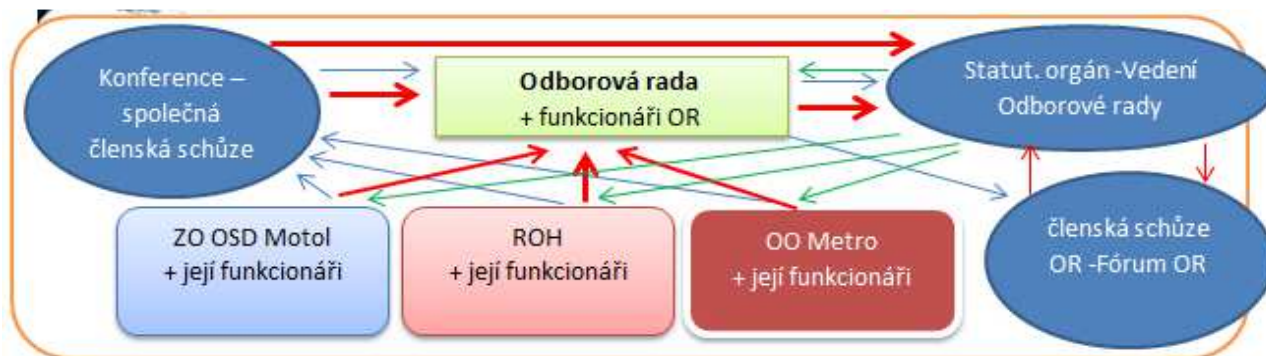 Konference –
společná
členská schůze
Odborová rada
+ funkcionáři OR
Statut. orgán -Vedení
Odborové rady
ZO OSD Motol
+ její funkcionáři
ROH
+ její funkcionáři
OO Metro
+ její funkcionáři
členská schůze
OR -Fórum OR